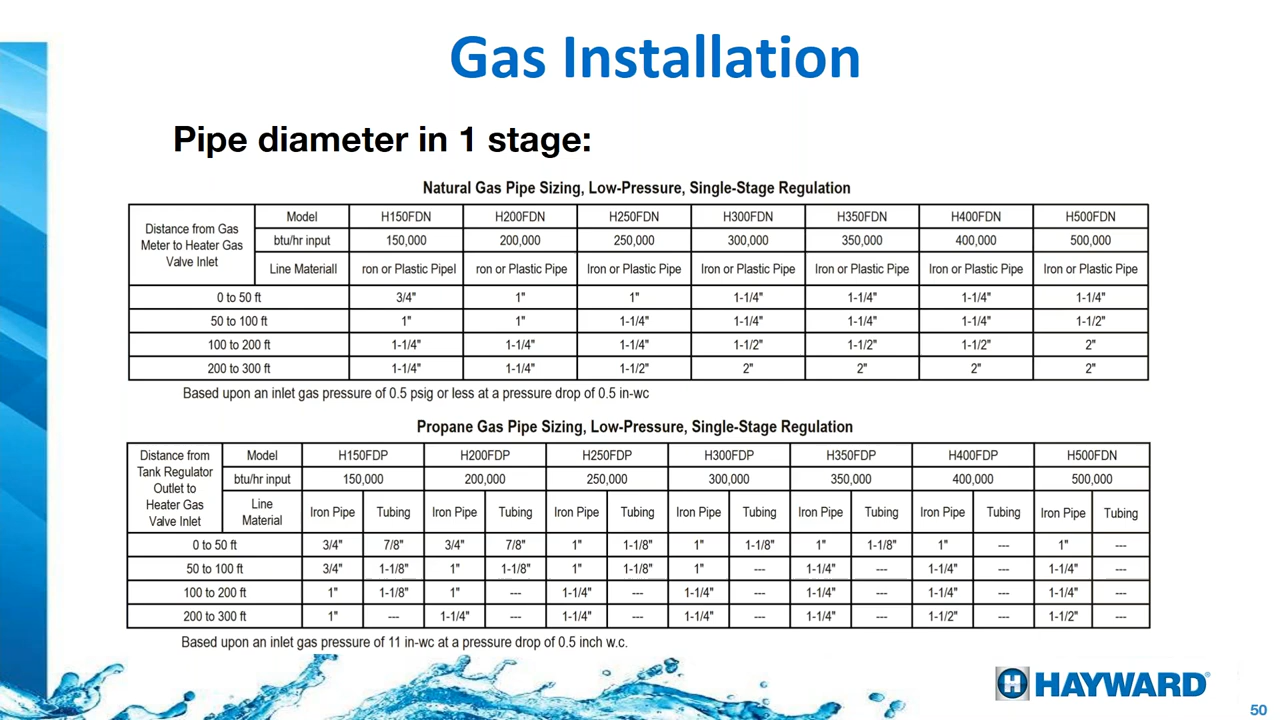 Gas Installation
Pipe diameter in 1 stage:
Natural Gas Pipe Sizing, Low-Pressure, Single-Stage Regulation
Distance from Gas Meter to Heater Gas Valve Inlet Model H150FDN H200FDN H250FDN H300FDN H350FDN H400FDN H500FDN
btu/hr input 150,000 200,000 250,000 300,000 350,000 400,000 500,000
Line Materiall ron or Plastic Pipel ron or Plastic Pipe Iron or Plastic Pipe Iron or Plastic Pipe Iron or Plastic Pipe Iron or Plastic Pipe Iron or Plastic Pipe
0 to 50 ft 3/4" 1" 1" 1-1/4" 1-1/4" 1-1/4" 1-1/4"
50 to 100 ft 1" 1" 1-1/4" 1-1/4" 1-1/4" 1-1/4" 1-1/2"
100 to 200 ft 1-1/4" 1-1/4" 1-1/4" 1-1/2" 1-1/2" 1-1/2" 2"
200 to 300 ft 1-1/4" 1-1/4" 1-1/2" 2" 2" 2" 2"
Based upon an inlet gas pressure of 0.5 psig or less at a pressure drop of 0.5 in-wc
Propane Gas Pipe Sizing, Low-Pressure, Single-Stage Regulation
Distance from Tank Regulator Outlet to Heater Gas Valve Inlet Model H150FDP H200FDP H250FDP H300FDP H350FDP H400FDP H500FDN
btu/hr input 150,000 200,000 250,000 300,000 350,000 400,000 500,000
Line Material Iron Pipe Tubing Iron Pipe Tubing Iron Pipe Tubing Iron Pipe Tubing Iron Pipe Tubing Iron Pipe Tubing Iron Pipe Tubing
0 to 50 ft 3/4" 7/8" 3/4" 7/8" 1" 1-1/8" 1" 1-1/8" 1" 1-1/8" 1" --- 1" ---
50 to 100 ft 3/4" 1-1/8" 1" 1-1/8" 1" 1-1/8" 1" --- 1-1/4" --- 1-1/4" --- 1-1/4" ---
100 to 200 ft 1" 1-1/8" 1" --- 1-1/4" --- 1-1/4" --- 1-1/4" --- 1-1/4" --- 1-1/4" ---
200 to 300 ft 1" --- 1-1/4" --- 1-1/4" --- 1-1/4" --- 1-1/4" --- 1-1/2" --- 1-1/2" ---
Based upon an inlet gas pressure of 11 in-wc at a pressure drop of 0.5 inch w.c.
HAYWARD®
50